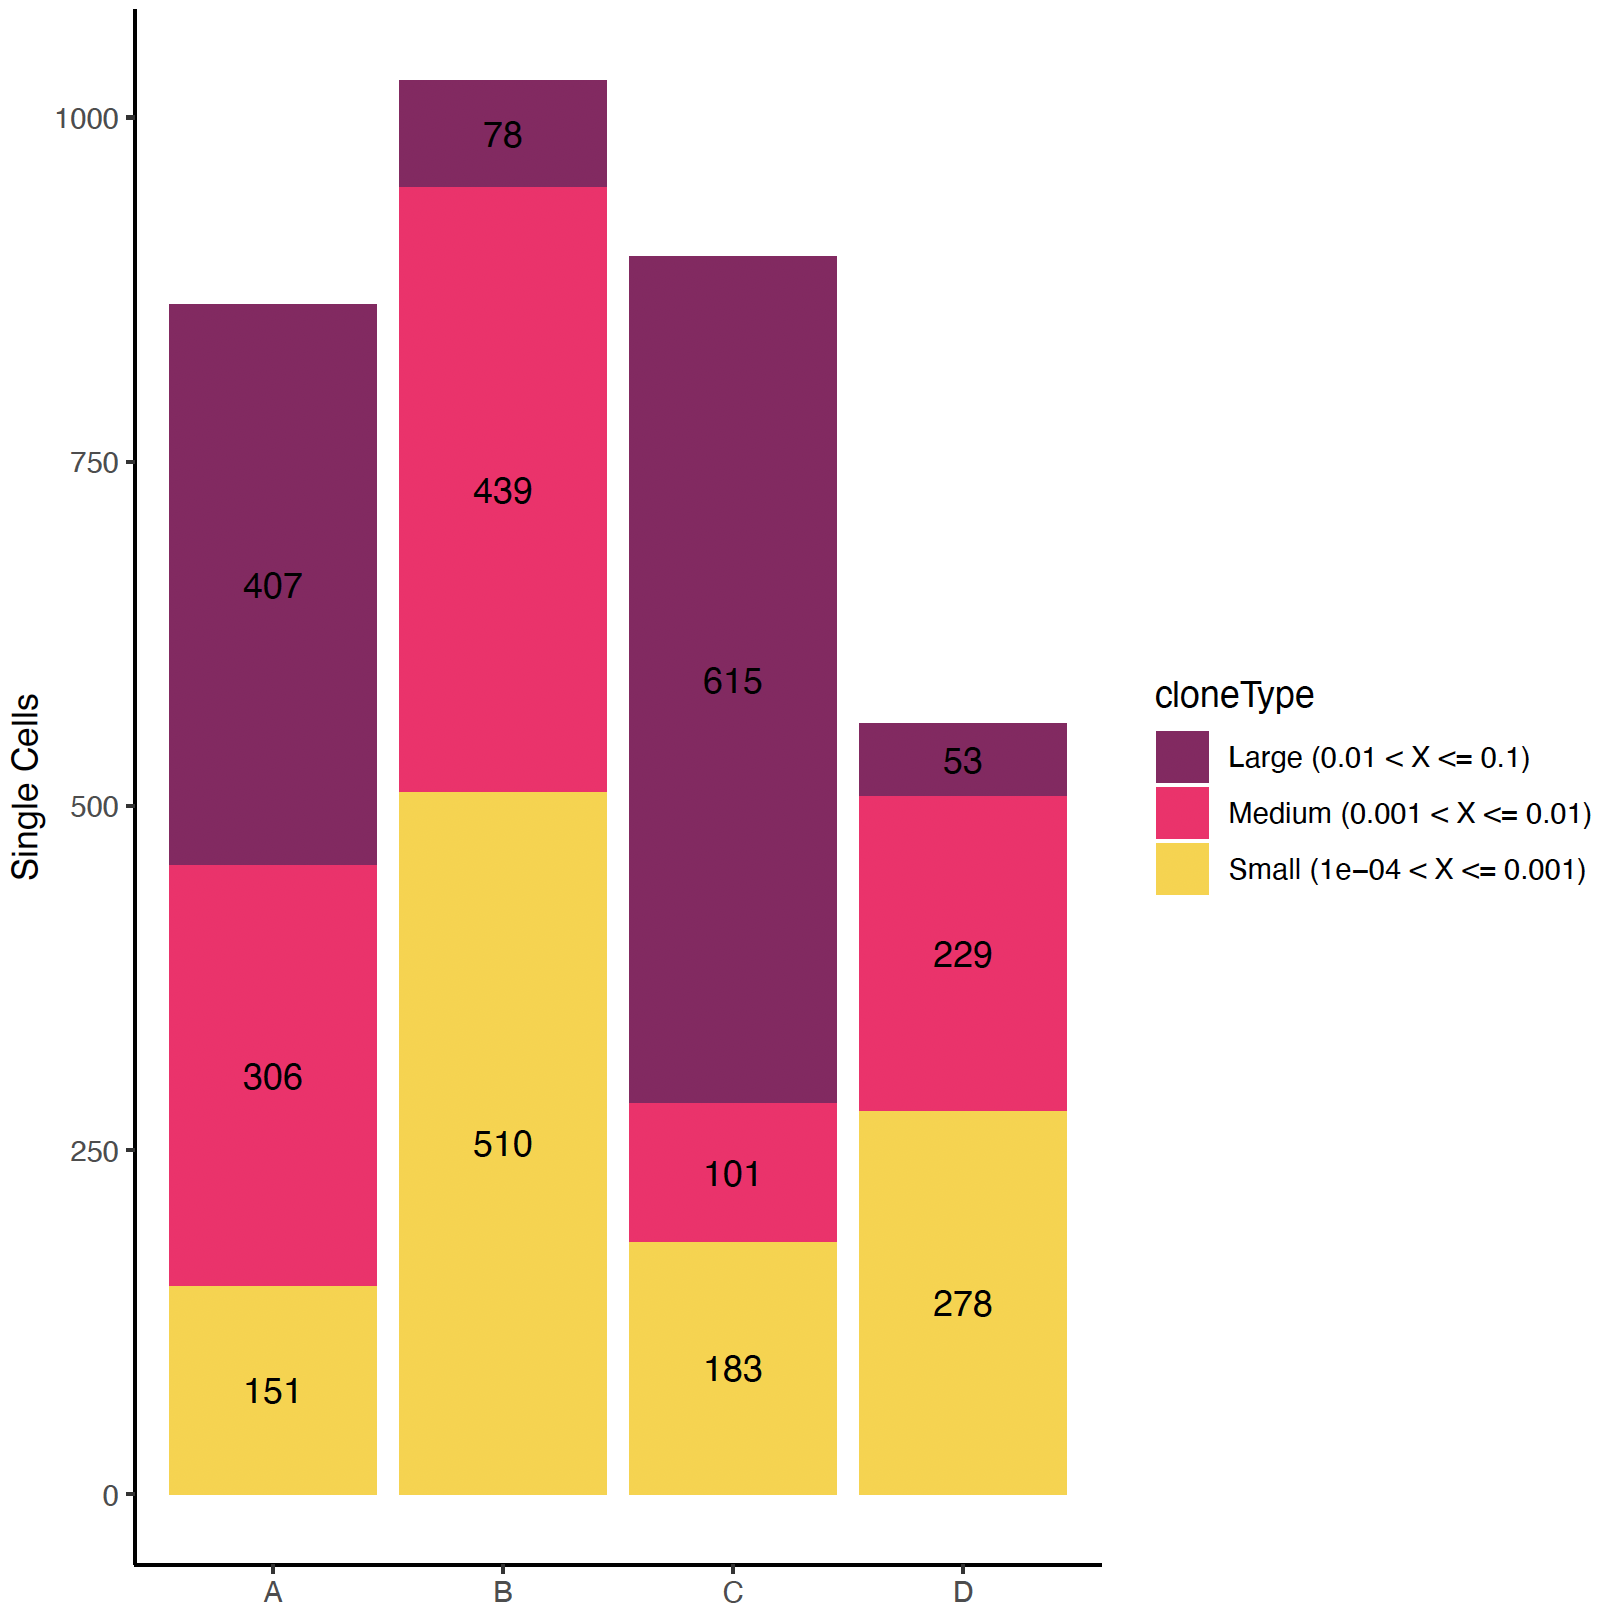 Single Cells
1000
750
500
250
0
407
306
151
78
439
510
615
101
183
53
229
278
A B C D
cloneType
Large (0.01 < X <= 0.1)
Medium (0.001 < X <= 0.01)
Small (1e−04 < X <= 0.001)